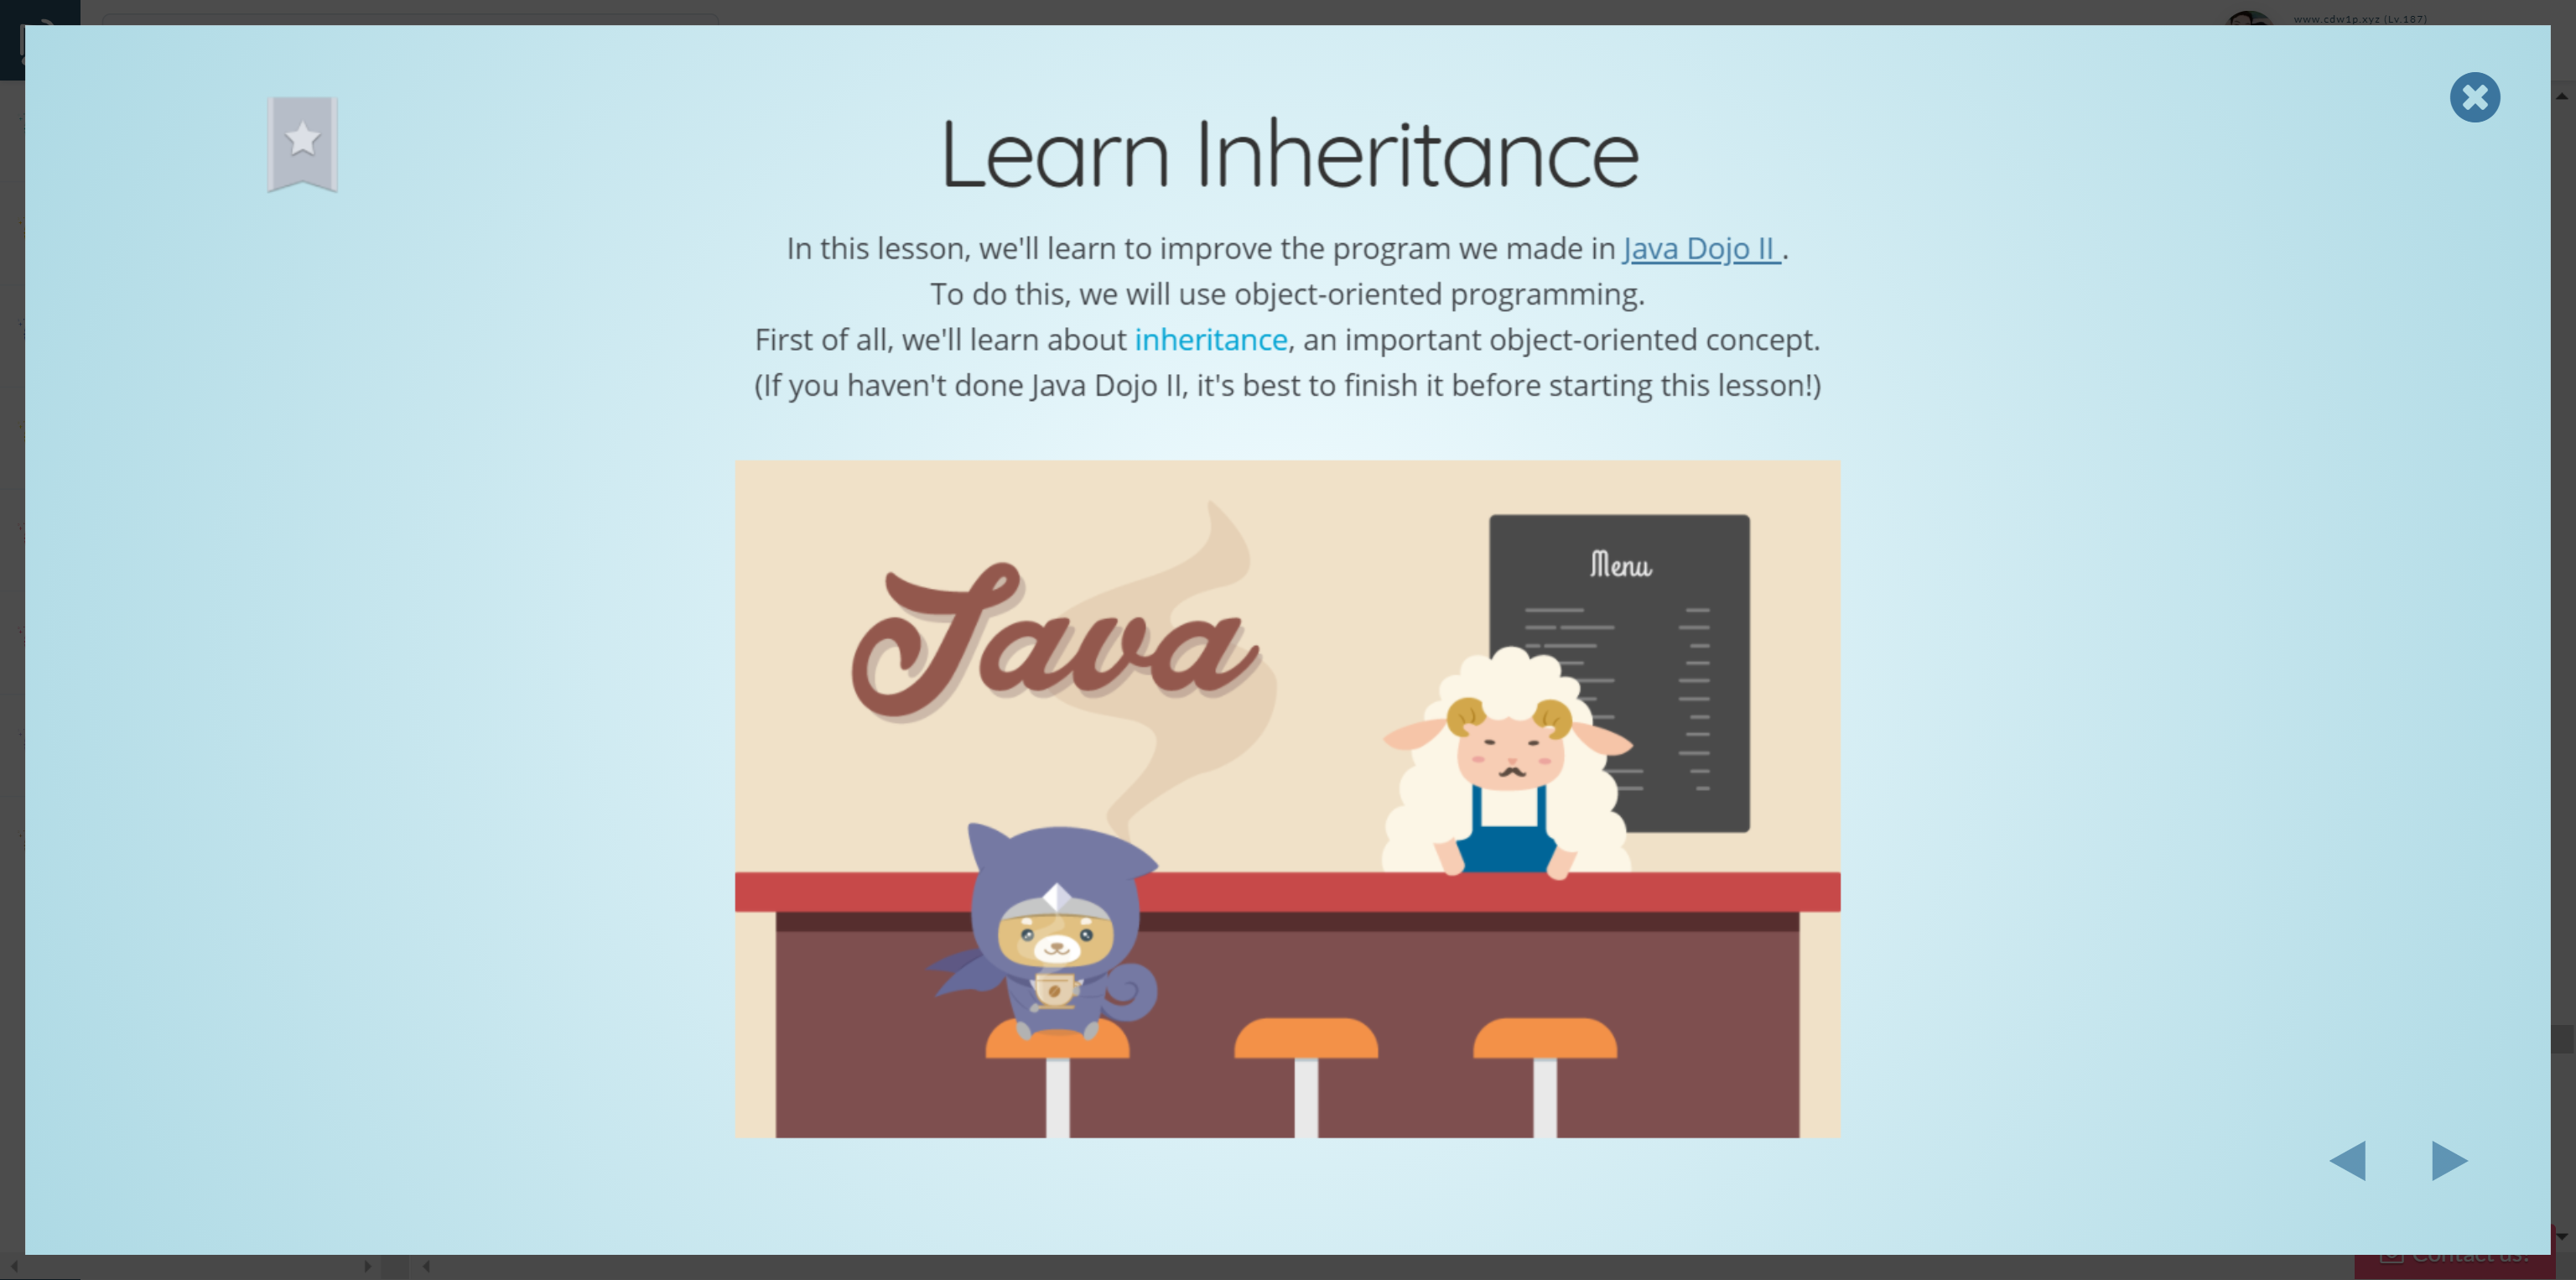 www.cdw1p.xyz (Lv.187)
Learn Inheritance
In this lesson, we'll learn to improve the program we made in Java Dojo II .
To do this, we will use object-oriented programming.
First of all, we'll learn about inheritance, an important object-oriented concept.
(If you haven't done Java Dojo II, it's best to finish it before starting this lesson!)
Java
Menu
Contact us!